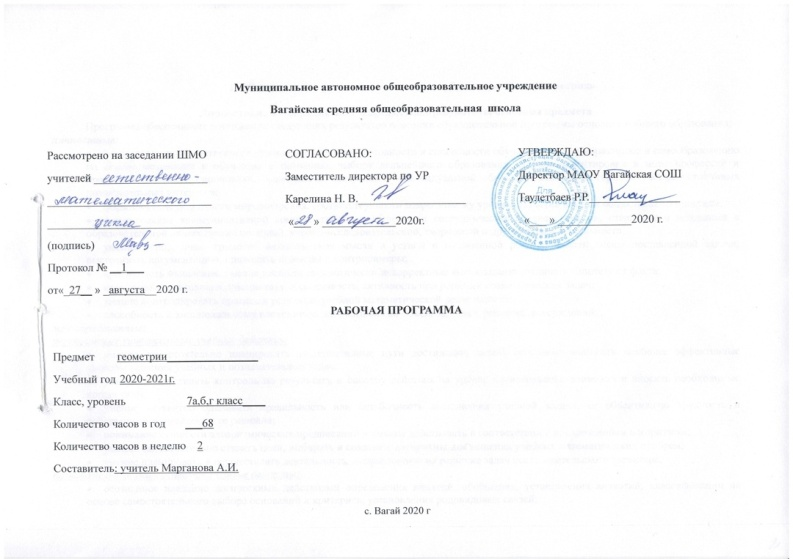 Муниципальное автономное общеобразовательное учреждение
Вагайская средняя общеобразовательная школа
Рассмотрено на заседании ШМО
учителей естественно-
математического
цикла
(подпись)
Протокол № 1
от« 27 » августа 2020 г.
СОГЛАСОВАНО:
Заместитель директора по УР
Карелина Н. В.
«28 » августа 2020г.
УТВЕРЖДАЮ:
Директор МАОУ Вагайская СОШ
Таулетбаев Р.Р.
« » 2020 г.
РАБОЧАЯ ПРОГРАММА
Предмет геометрии
Учебный год 2020-2021г.
Класс, уровень 7а,б,г класс
Количество часов в год 68
Количество часов в неделю 2
Составитель: учитель Марганова А.И.
с. Вагай 2020 г